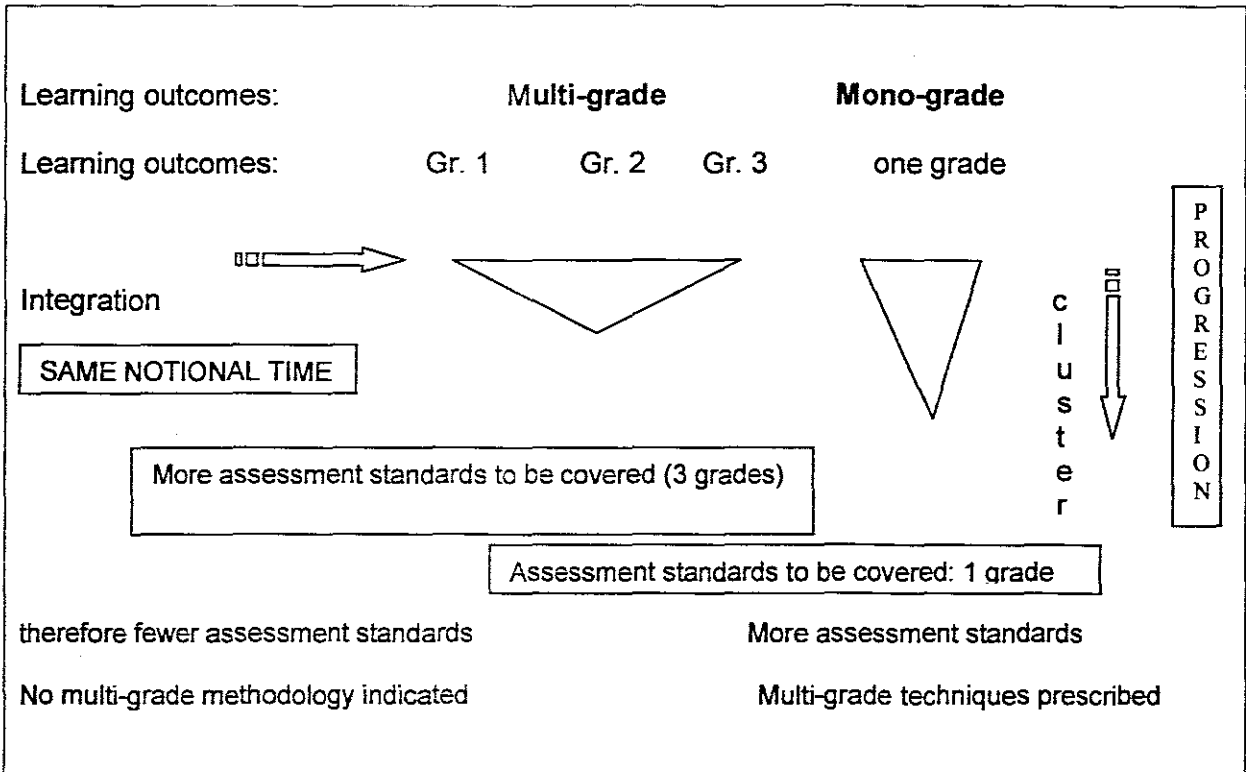 Learning outcomes: Multi-grade Mono-grade
Learning outcomes: Gr. 1 Gr. 2 Gr. 3 one grade
Integration
SAME NOTIONAL TIME
cluster
PROGRESSION
More assessment standards to be covered (3 grades)
Assessment standards to be covered: 1 grade
therefore fewer assessment standards More assessment standards
No multi-grade methodology indicated Multi-grade techniques prescribed